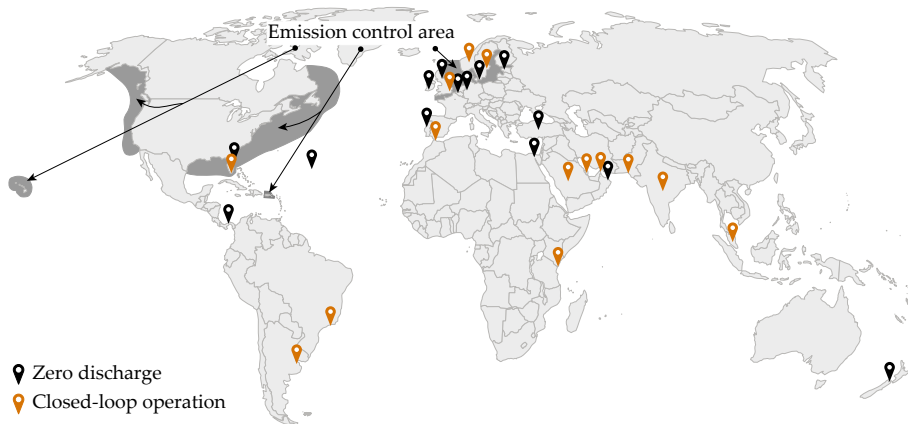 Emission control area
Zero discharge
Closed-loop operation